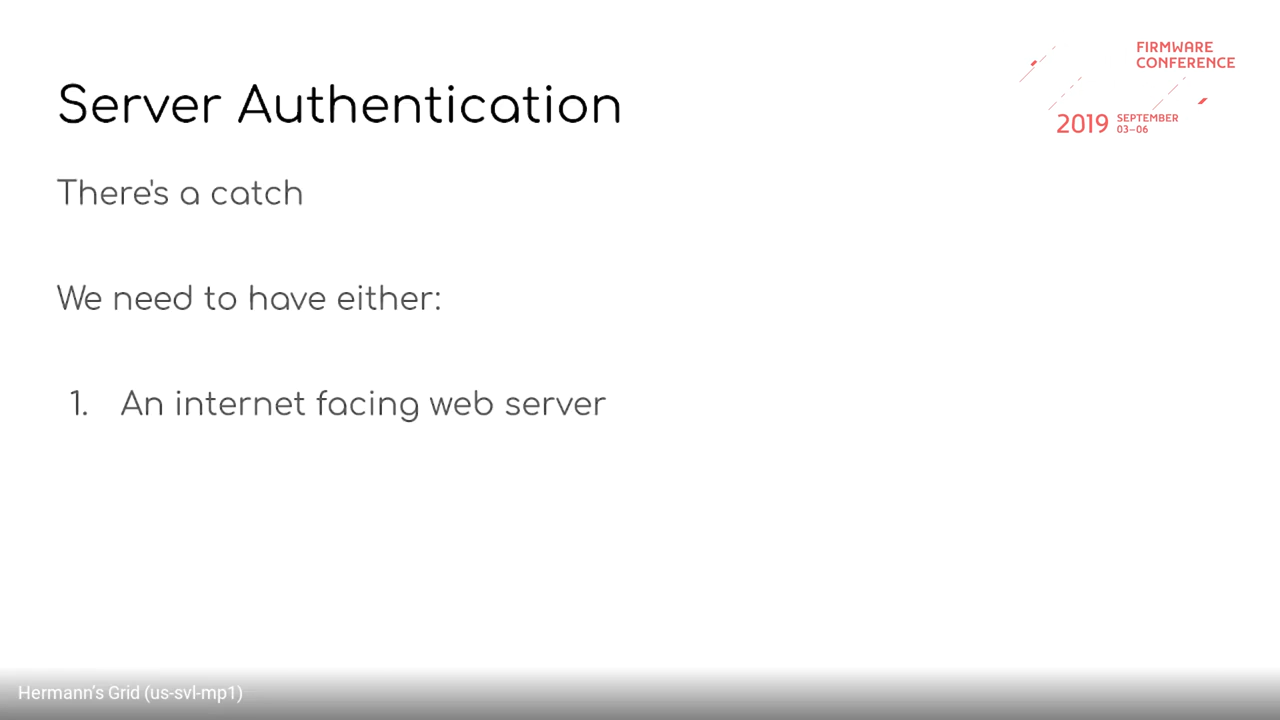 FIRMWARE
CONFERENCE
2019 SEPTEMBER
03–06
Server Authentication
There's a catch
We need to have either:
1. An internet facing web server
Hermann's Grid (us-svl-mp1)